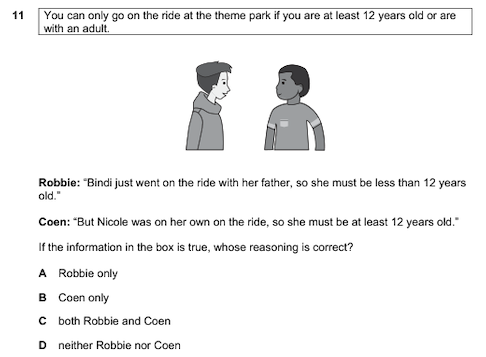 11 You can only go on the ride at the theme park if you are at least 12 years old or are
with an adult.
Robbie: "Bindi just went on the ride with her father, so she must be less than 12 years
old."
Coen: "But Nicole was on her own on the ride, so she must be at least 12 years old."
If the information in the box is true, whose reasoning is correct?
A Robbie only
B Coen only
C both Robbie and Coen
D neither Robbie nor Coen